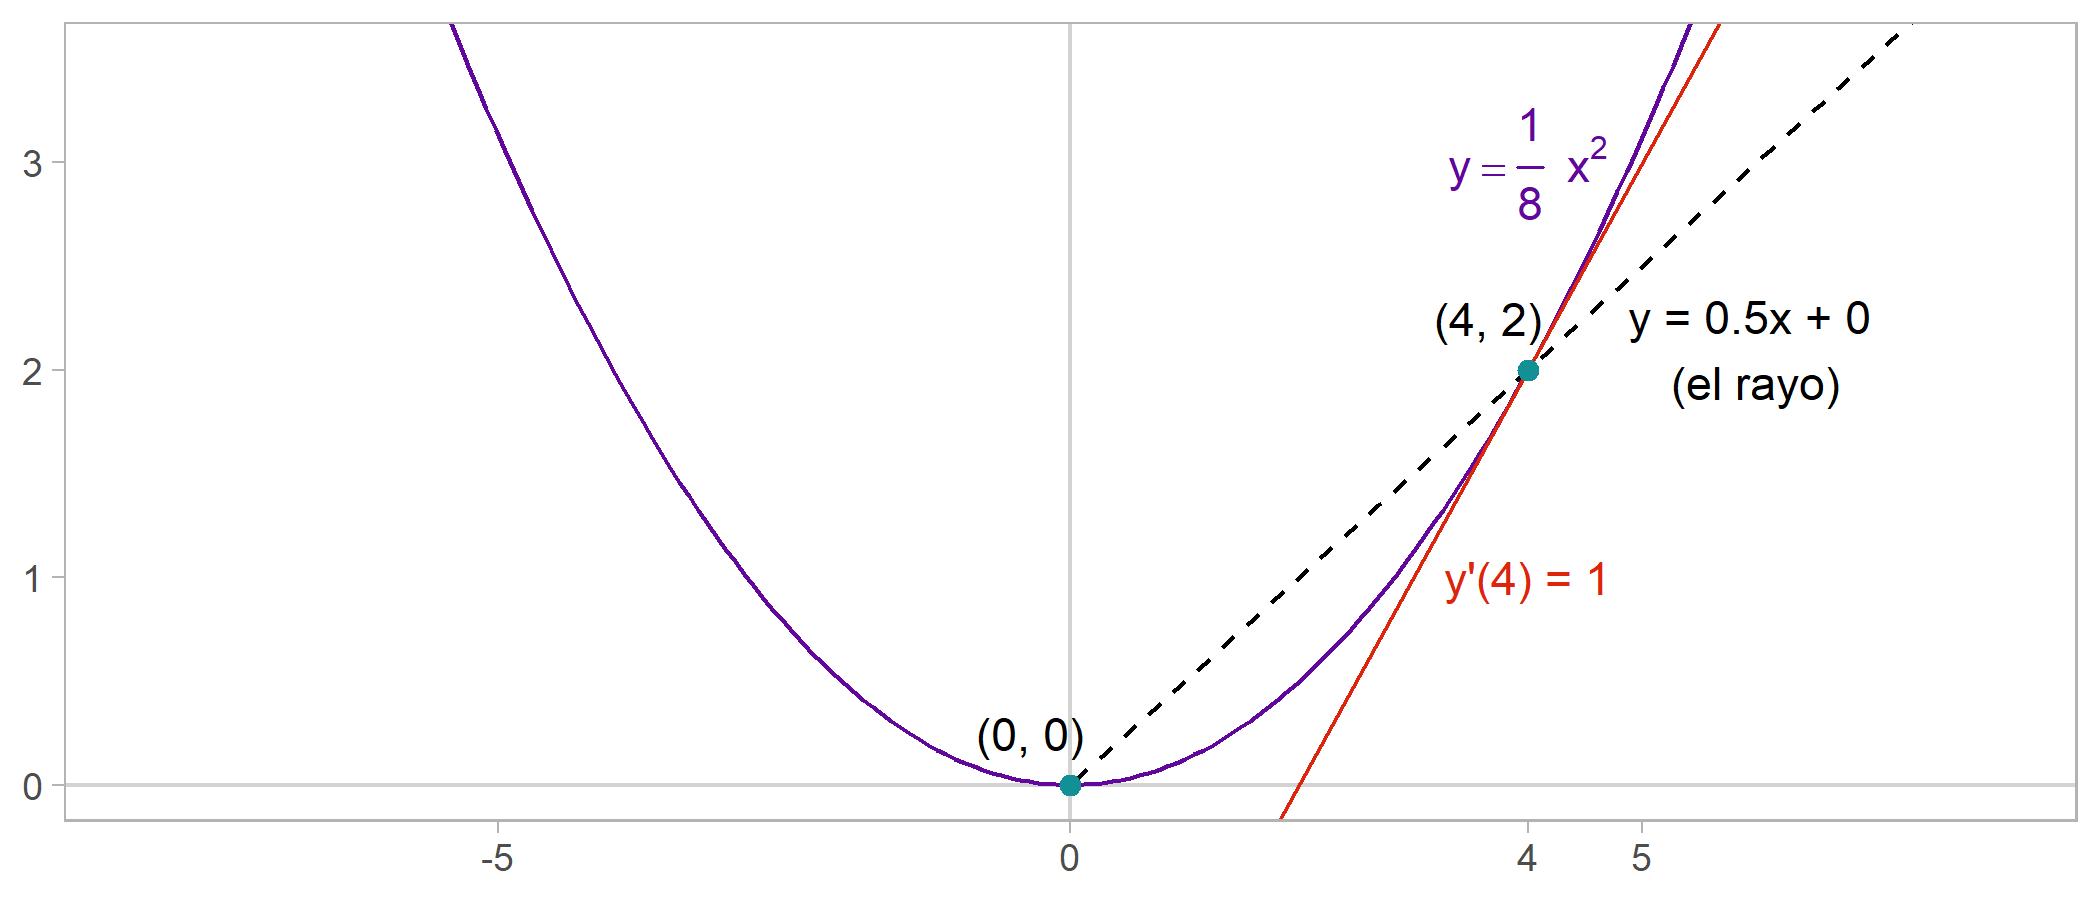 3
2
1
0
y = 1/8 x²
(4, 2)
y = 0.5x + 0
(el rayo)
y'(4) = 1
(0, 0)
-5
0
4
5